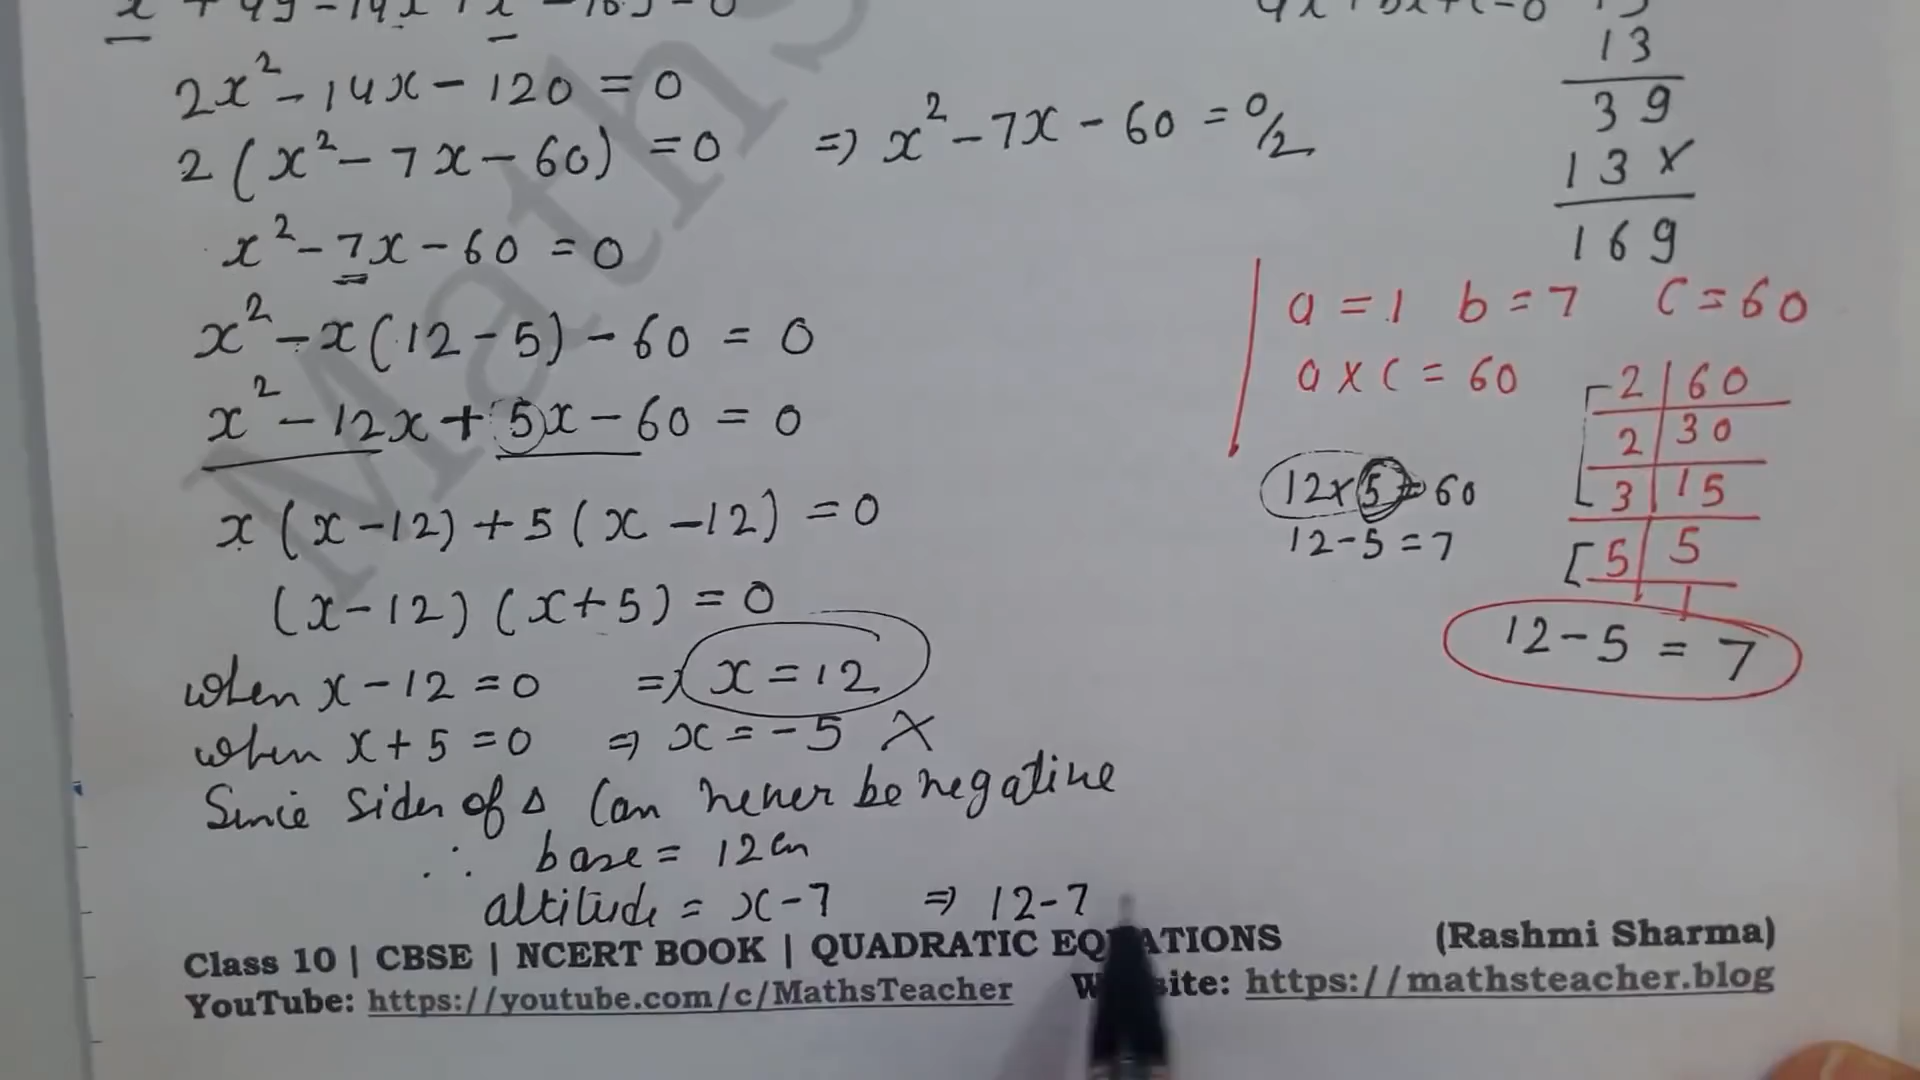 2x² - 14x - 120 = 0
2(x² - 7x - 60) = 0 ⇒ x² - 7x - 60 = 0/2
x² - 7x - 60 = 0
x² - x(12 - 5) - 60 = 0
x² - 12x + 5x - 60 = 0
x(x - 12) + 5(x - 12) = 0
(x - 12)(x + 5) = 0
when x - 12 = 0 ⇒ x = 12
when x + 5 = 0 ⇒ x = -5 X
Since sides of Δ Can never be negative
∴ base = 12cm
altitude = x - 7 ⇒ 12 - 7
13
39
13×
169
a = 1 b = 7 C = 60
a × C = 60
2 | 60
2 | 30
3 | 15
5 | 5
1
12 × 5 = 60
12 - 5 = 7
12 - 5 = 7
Maths
Class 10 | CBSE | NCERT BOOK | QUADRATIC EQUATIONS (Rashmi Sharma)
YouTube: https://youtube.com/c/MathsTeacher Website: https://mathsteacher.blog